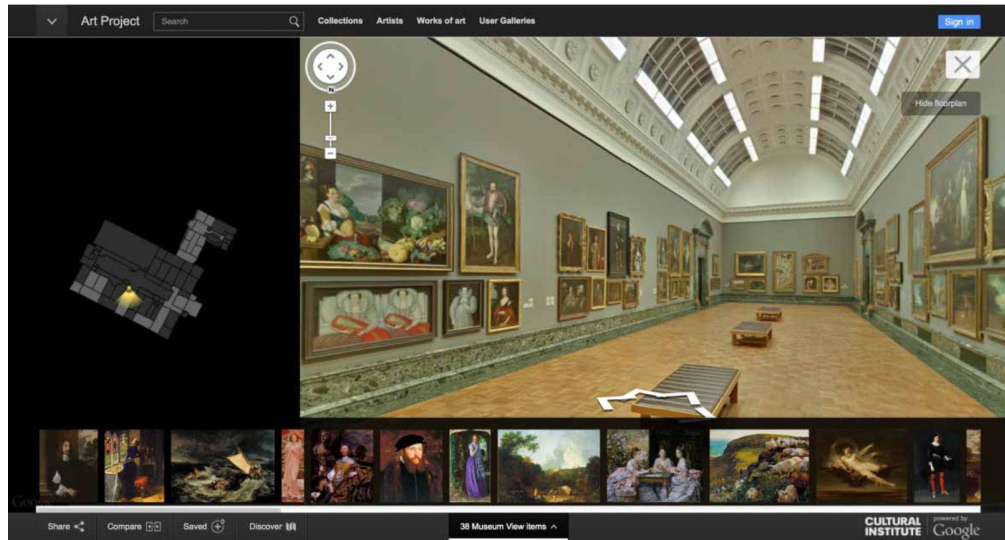 Art Project
Search
Collections Artists Works of art User Galleries
Sign in
N
Hide floorplan
Google
Share
Compare
Saved
Discover
38 Museum View items
CULTURAL INSTITUTE
powered by Google